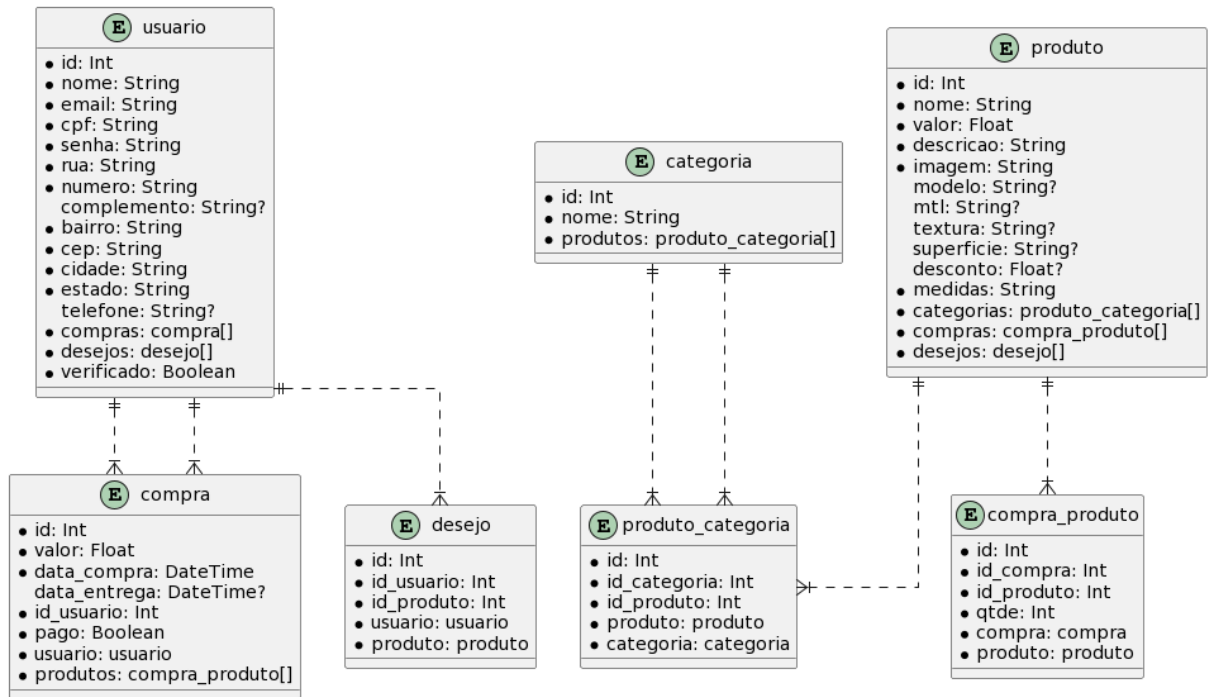 E usuario
id: Int
nome: String
email: String
cpf: String
senha: String
rua: String
numero: String
complemento: String?
bairro: String
cep: String
cidade: String
estado: String
telefone: String?
compras: compra[]
desejos: desejo[]
verificado: Boolean
E categoria
id: Int
nome: String
produtos: produto_categoria[]
E produto
id: Int
nome: String
valor: Float
descricao: String
imagem: String
modelo: String?
mtl: String?
textura: String?
superficie: String?
desconto: Float?
medidas: String
categorias: produto_categoria[]
compras: compra_produto[]
desejos: desejo[]
E compra
id: Int
valor: Float
data_compra: DateTime
data_entrega: DateTime?
id_usuario: Int
pago: Boolean
usuario: usuario
produtos: compra_produto[]
E desejo
id: Int
id_usuario: Int
id_produto: Int
usuario: usuario
produto: produto
E produto_categoria
id: Int
id_categoria: Int
id_produto: Int
produto: produto
categoria: categoria
E compra_produto
id: Int
id_compra: Int
id_produto: Int
qtde: Int
compra: compra
produto: produto